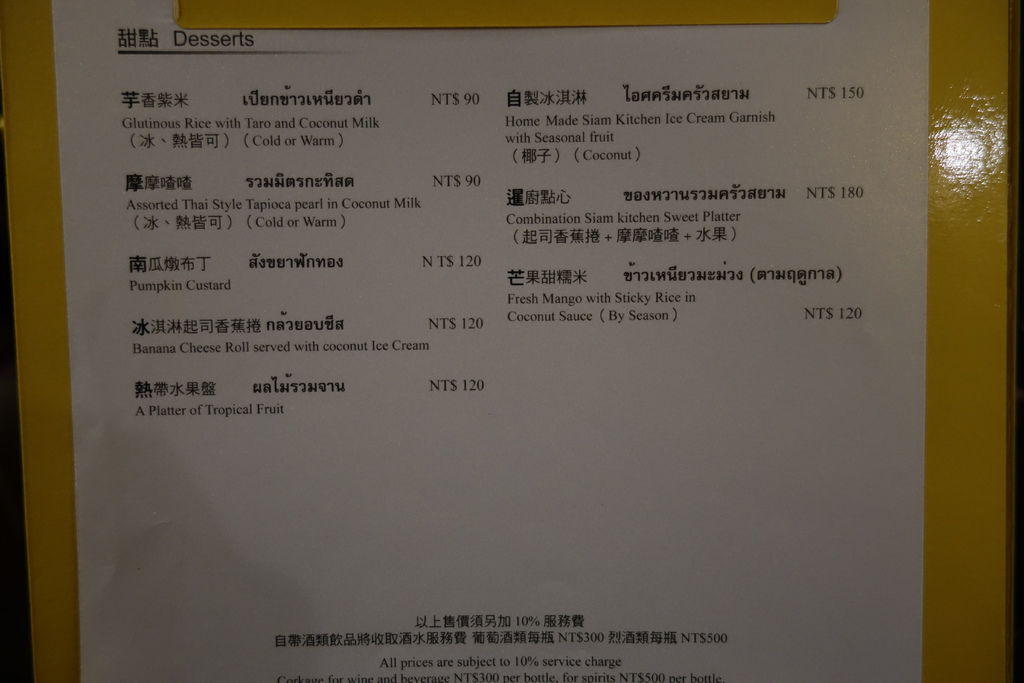 甜點 Desserts
芋香紫米 เปียกข้าวเหนียวดำ NT$ 90
Glutinous Rice with Taro and Coconut Milk
（冰、熱皆可）（Cold or Warm）
摩摩喳喳 รวมมิตรกะทิสด NT$ 90
Assorted Thai Style Tapioca pearl in Coconut Milk
（冰、熱皆可）（Cold or Warm）
南瓜燉布丁 สังขยาฟักทอง N T$ 120
Pumpkin Custard
冰淇淋起司香蕉捲 กล้วยอบชีส NT$ 120
Banana Cheese Roll served with coconut Ice Cream
熱帶水果盤 ผลไม้รวมจาน NT$ 120
A Platter of Tropical Fruit
自製冰淇淋 ไอศครีมครัวสยาม NT$ 150
Home Made Siam Kitchen Ice Cream Garnish
with Seasonal fruit
（椰子）（Coconut）
暹廚點心 ของหวานรวมครัวสยาม NT$ 180
Combination Siam kitchen Sweet Platter
（起司香蕉捲 + 摩摩喳喳 + 水果）
芒果甜糯米 ข้าวเหนียวมะม่วง (ตามฤดูกาล)
Fresh Mango with Sticky Rice in
Coconut Sauce（By Season） NT$ 120
以上售價須另加 10% 服務費
自帶酒類飲品將收取酒水服務費 葡萄酒類每瓶 NT$300 烈酒類每瓶 NT$500
All prices are subject to 10% service charge
Corkage for wine and beverage NT$300 per bottle, for spirits NT$500 per bottle.